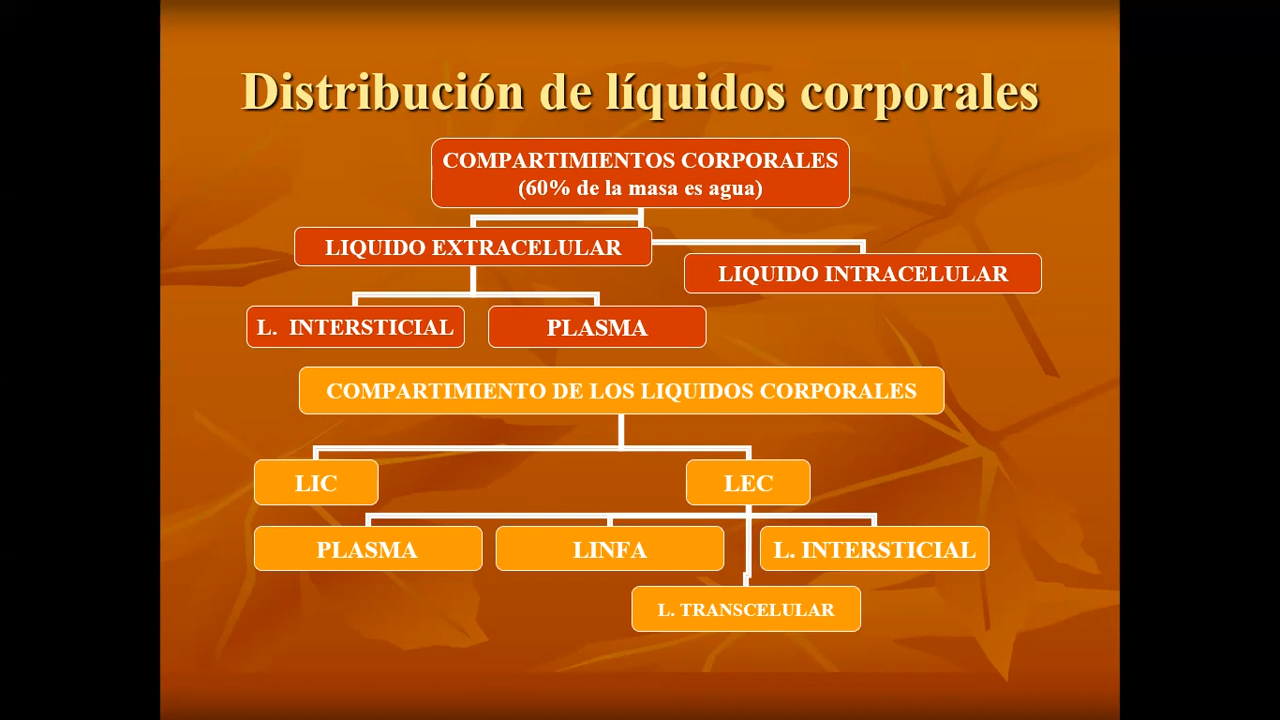 Distribución de líquidos corporales
COMPARTIMIENTOS CORPORALES
(60% de la masa es agua)
LIQUIDO EXTRACELULAR
LIQUIDO INTRACELULAR
L. INTERSTICIAL
PLASMA
COMPARTIMIENTO DE LOS LIQUIDOS CORPORALES
LIC
LEC
PLASMA
LINFA
L. INTERSTICIAL
L. TRANSCELULAR